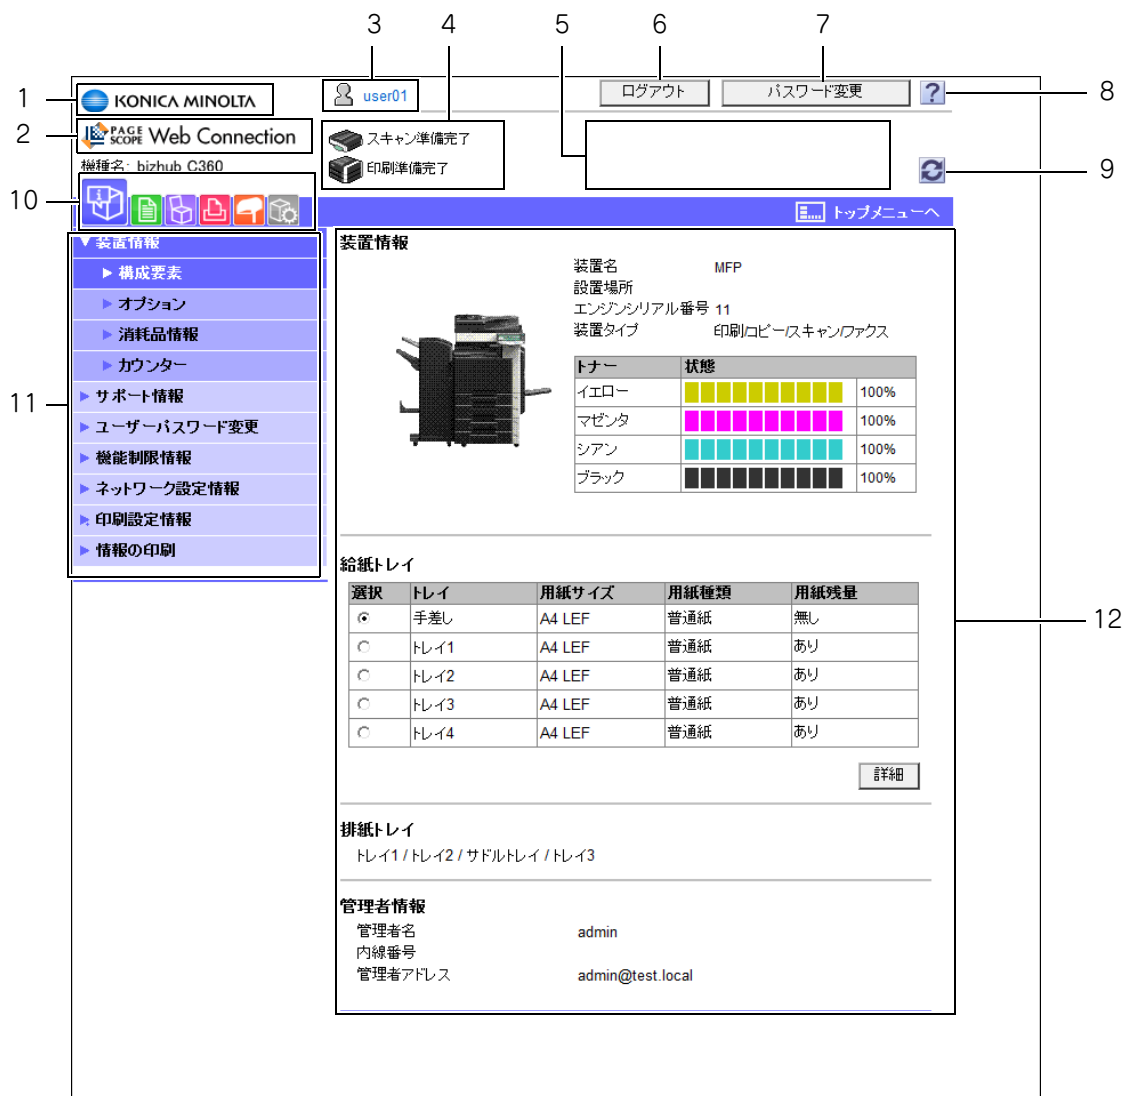 3 4 5 6 7
1 KONICA MINOLTA user01 ログアウト パスワード変更 ? 8
2 PAGE SCOPE Web Connection スキャン準備完了
機種名: bizhub C360 印刷準備完了 9
10
トップメニューへ
装置情報
構成要素
オプション
消耗品情報
カウンター
11 サポート情報
ユーザーパスワード変更
機能制限情報
ネットワーク設定情報
印刷設定情報
情報の印刷
装置情報
装置名 MFP
設置場所
エンジンシリアル番号 11
装置タイプ 印刷/コピー/スキャン/ファクス
トナー 状態
イエロー 100%
マゼンタ 100%
シアン 100%
ブラック 100%
給紙トレイ
選択 トレイ 用紙サイズ 用紙種類 用紙残量
手差し A4 LEF 普通紙 無し 12
トレイ1 A4 LEF 普通紙 あり
トレイ2 A4 LEF 普通紙 あり
トレイ3 A4 LEF 普通紙 あり
トレイ4 A4 LEF 普通紙 あり
詳細
排紙トレイ
トレイ1 / トレイ2 / サドルトレイ / トレイ3
管理者情報
管理者名 admin
内線番号
管理者アドレス admin@test.local